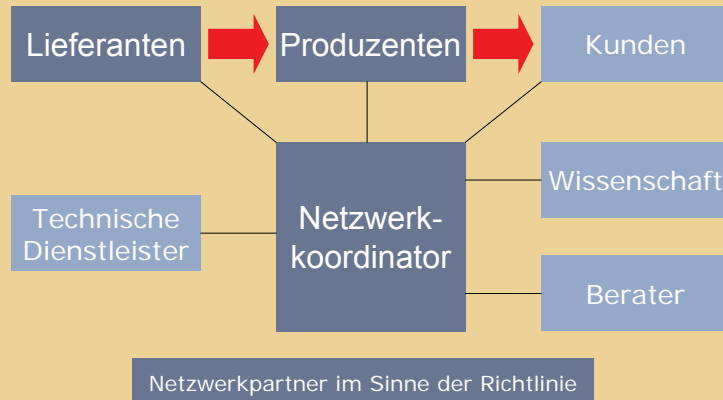 Lieferanten
Produzenten
Kunden
Technische
Dienstleister
Netzwerk-
koordinator
Wissenschaft
Berater
Netzwerkpartner im Sinne der Richtlinie